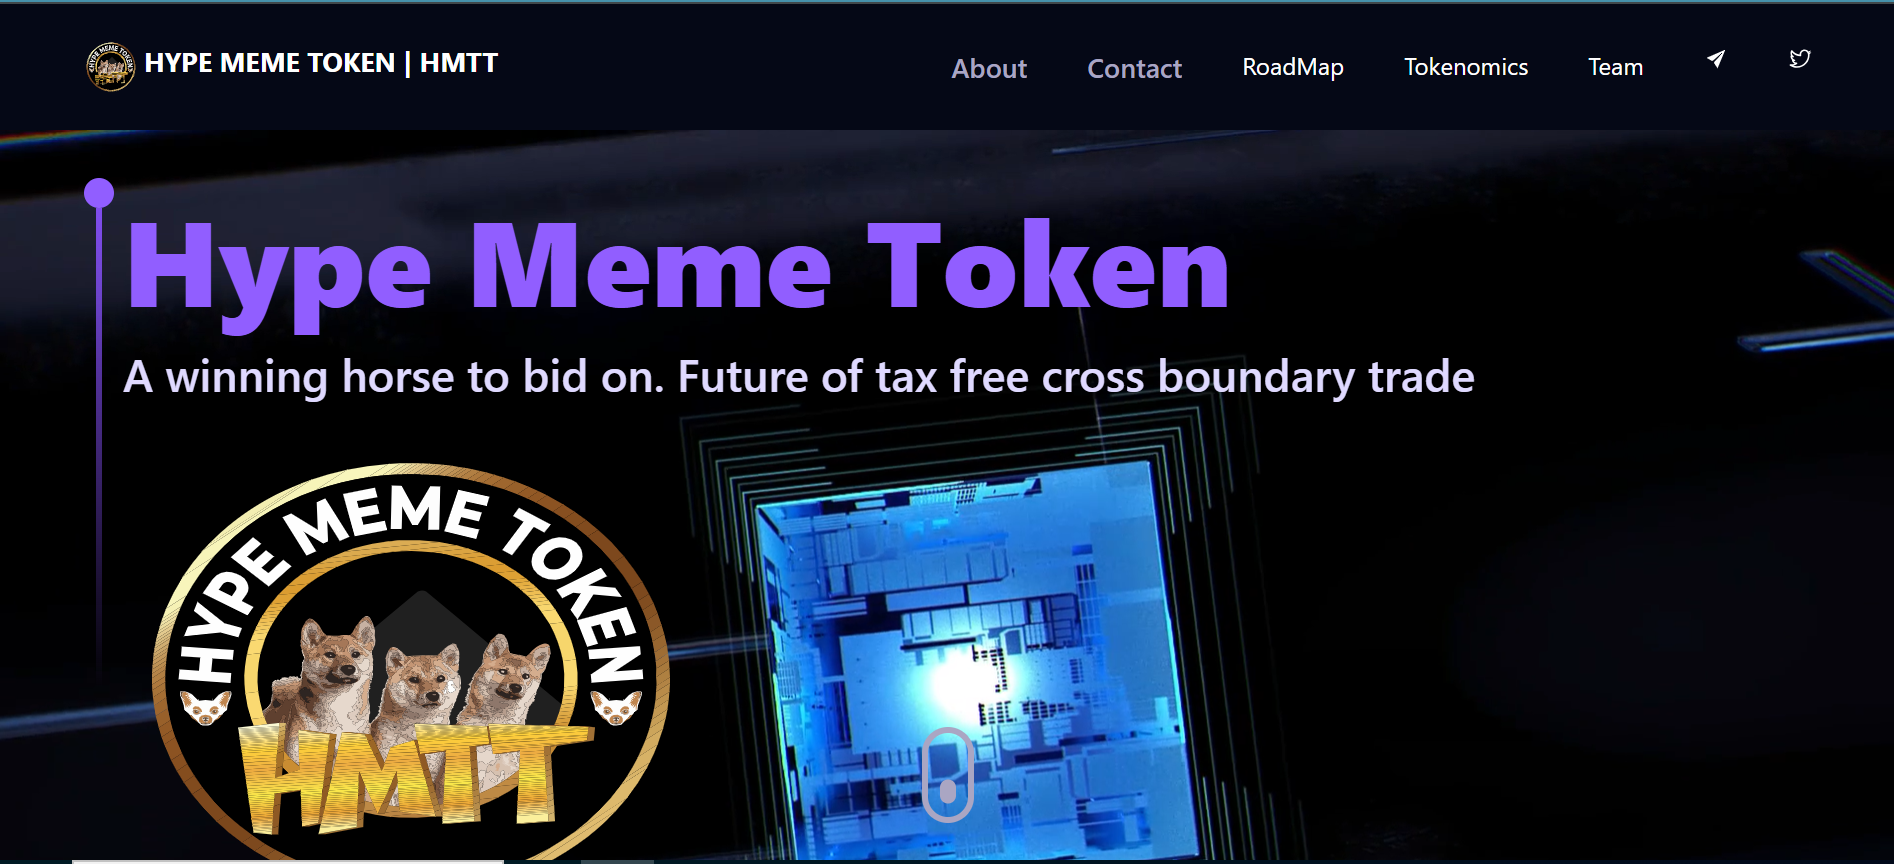 HYPE MEME TOKEN | HMTT
About
Contact
RoadMap
Tokenomics
Team
Hype Meme Token
A winning horse to bid on. Future of tax free cross boundary trade
HYPE MEME TOKEN
HMTT